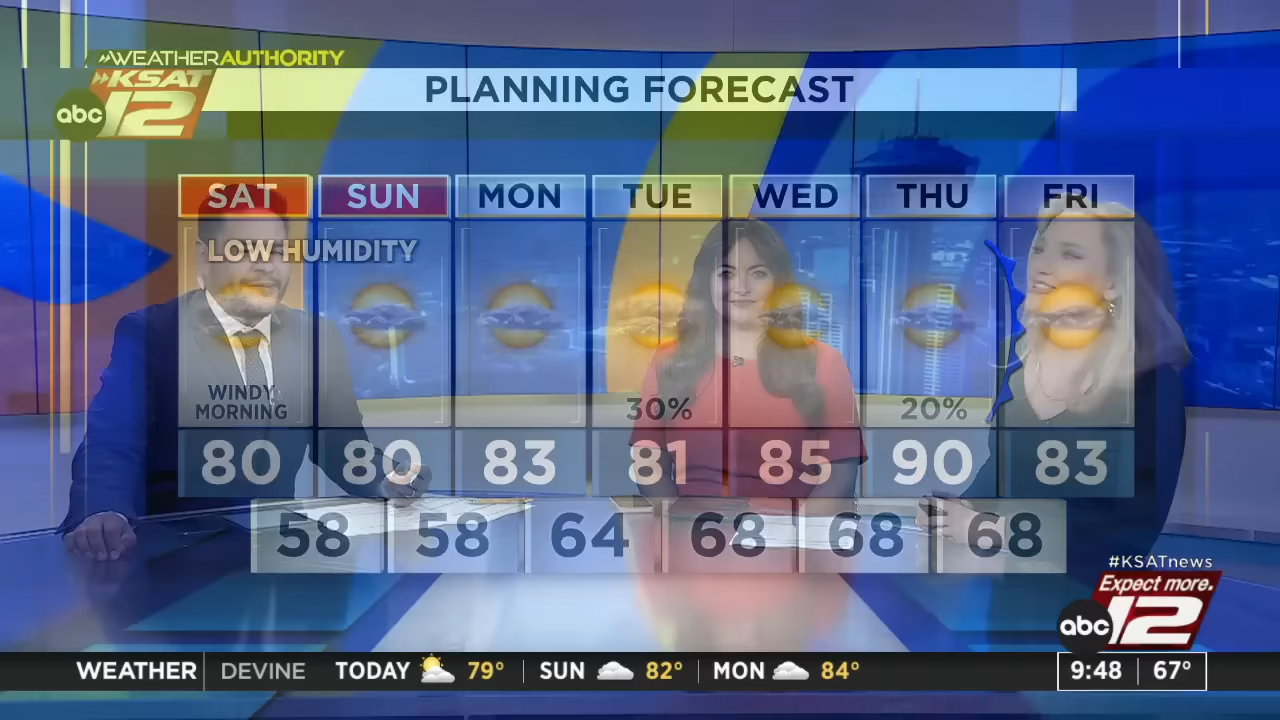 WEATHERAUTHORITY
KSAT
abc 12
PLANNING FORECAST
SAT SUN MON TUE WED THU FRI
LOW HUMIDITY
WINDY
MORNING
30% 20%
80 80 83 81 85 90 83
58 58 64 68 68 68
#KSATnews
Expect more.
abc 12
WEATHER DEVINE TODAY 79° SUN 82° MON 84° 9:48 67°